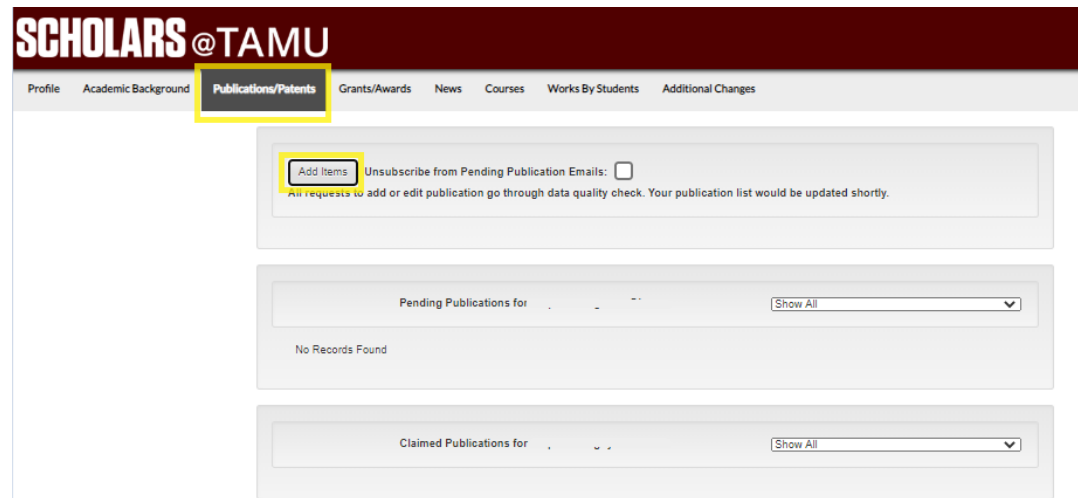 SCHOLARS @TAMU
Profile Academic Background Publications/Patents Grants/Awards News Courses Works By Students Additional Changes
Add Items Unsubscribe from Pending Publication Emails:
All requests to add or edit publication go through data quality check. Your publication list would be updated shortly.
Pending Publications for Show All
No Records Found
Claimed Publications for Show All